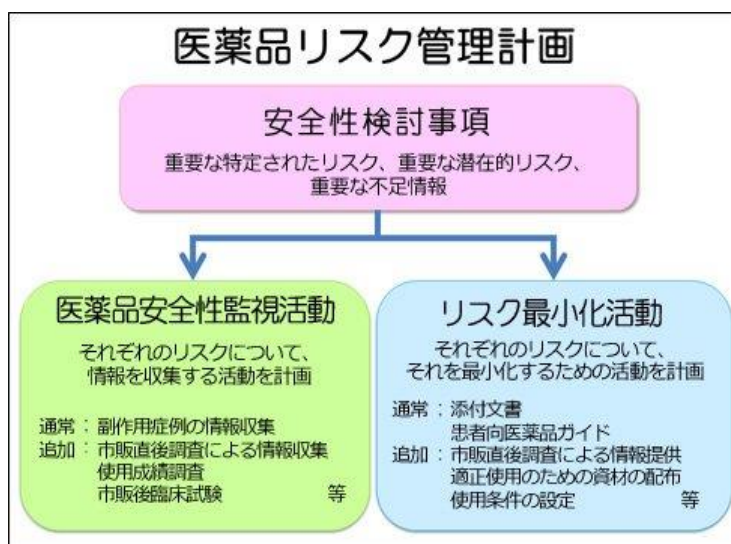 医薬品リスク管理計画
安全性検討事項
重要な特定されたリスク、重要な潜在的リスク、
重要な不足情報
医薬品安全性監視活動
それぞれのリスクについて、
情報を収集する活動を計画
通常：副作用症例の情報収集
追加：市販直後調査による情報収集
使用成績調査
市販後臨床試験　等
リスク最小化活動
それぞれのリスクについて、
それを最小化するための活動を計画
通常：添付文書
患者向医薬品ガイド
追加：市販直後調査による情報提供
適正使用のための資材の配布
使用条件の設定　等